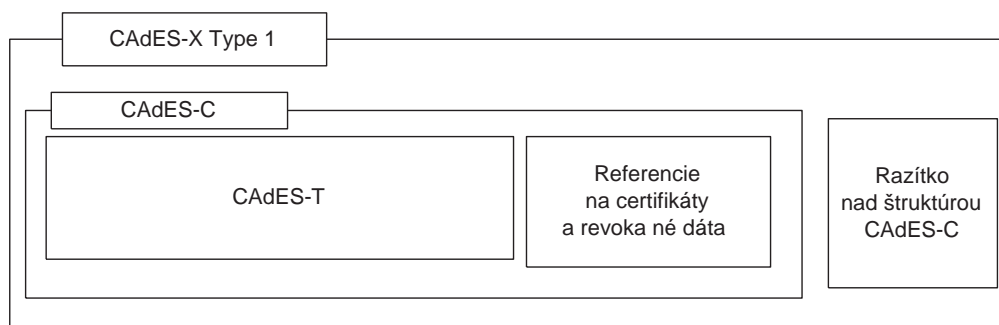 CAdES-X Type 1
CAdES-C
CAdES-T
Referencie
na certifikáty
a revoka né dáta
Razítko
nad štruktúrou
CAdES-C